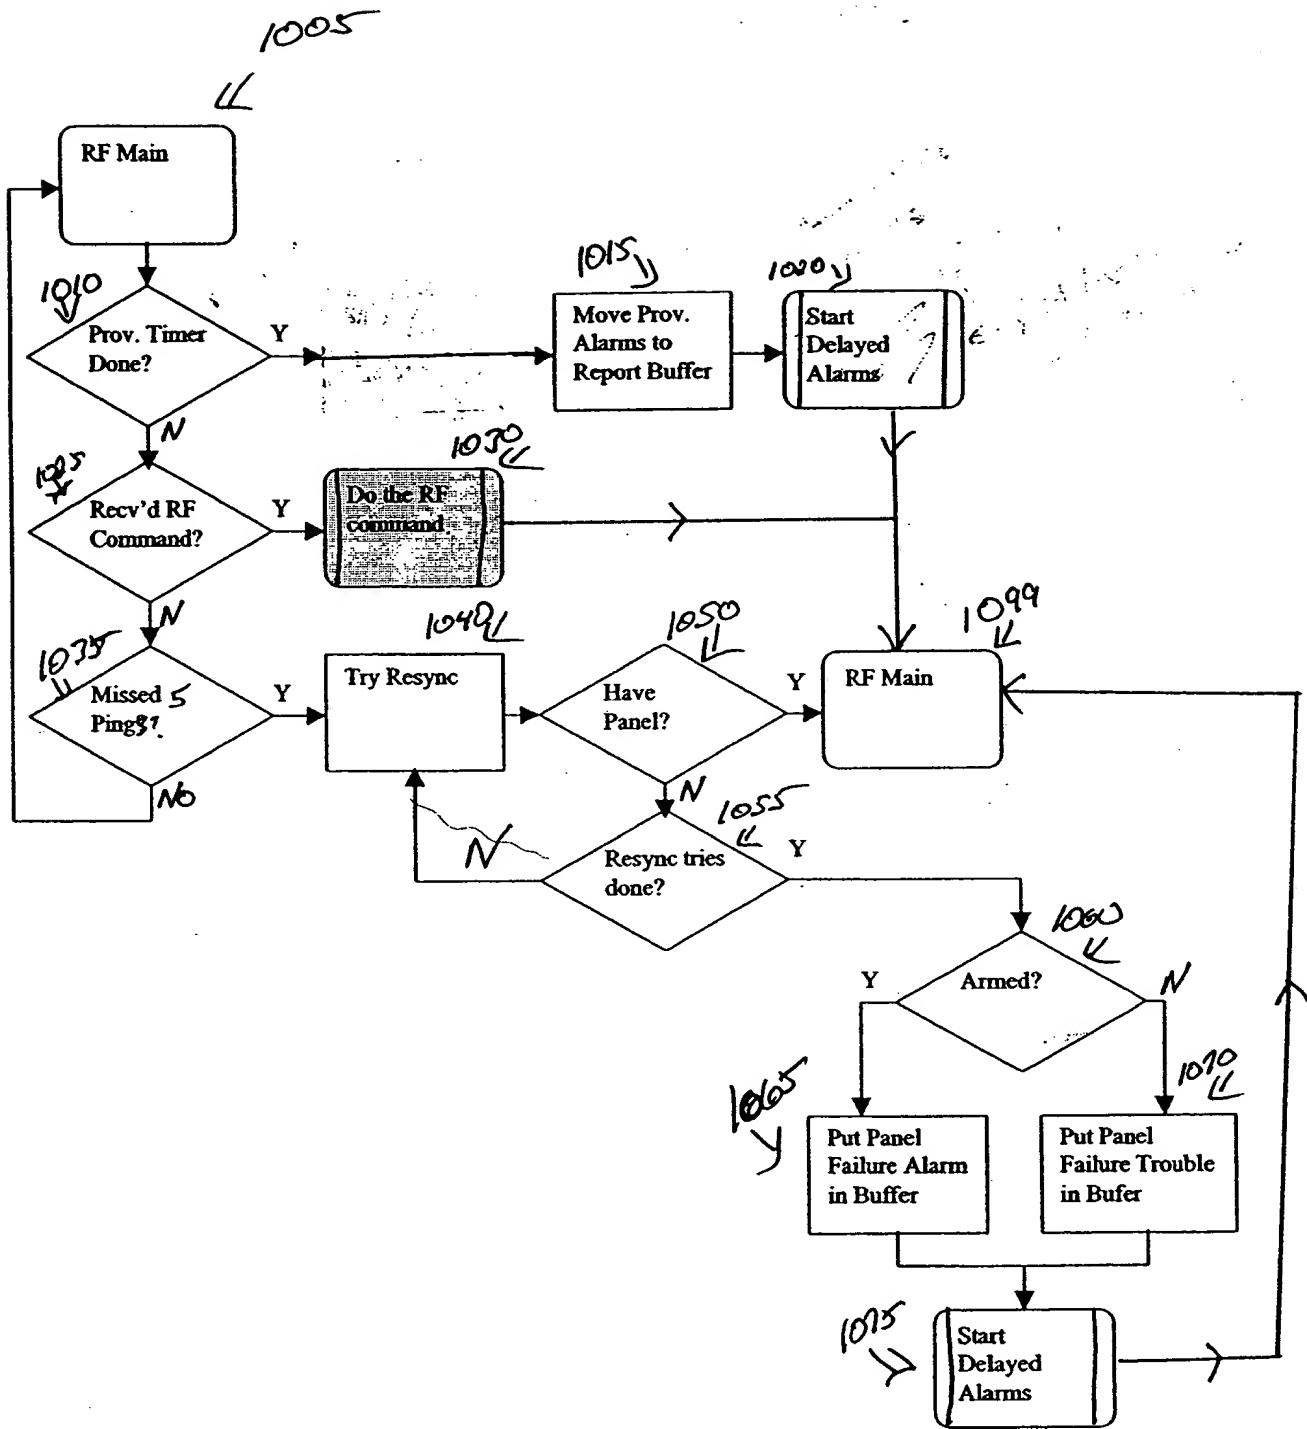 1005
RF Main
1010
Prov. Timer
Done?
Y
N
1015
Move Prov.
Alarms to
Report Buffer
1020
Start
Delayed
Alarms
1025
Recv'd RF
Command?
Y
N
1030
Do the RF
command
1035
Missed 5
Pings?
Y
NO
1040
Try Resync
1050
Have
Panel?
Y
N
1099
RF Main
1055
Resync tries
done?
N
Y
1060
Armed?
Y
N
1065
Put Panel
Failure Alarm
in Buffer
1070
Put Panel
Failure Trouble
in Bufer
1075
Start
Delayed
Alarms